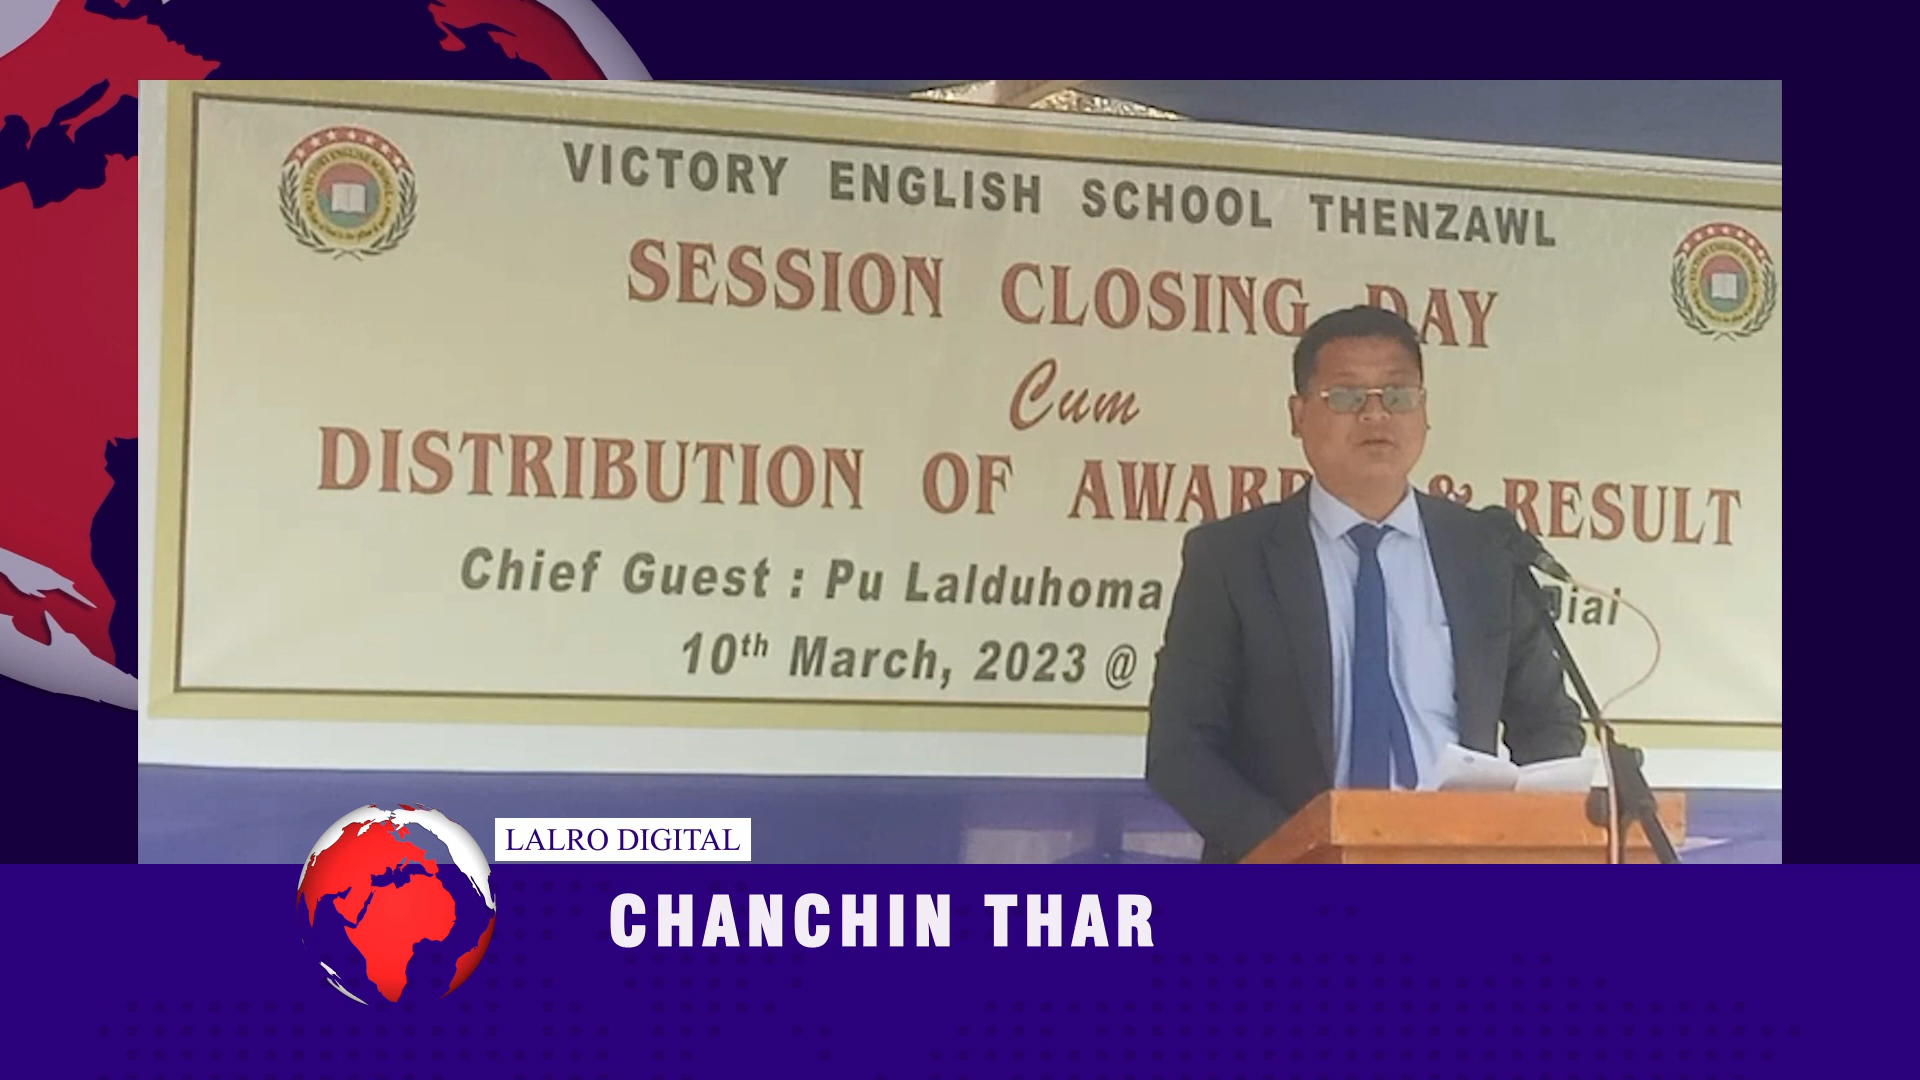 VICTORY ENGLISH SCHOOL THENZAWL
SESSION CLOSING DAY
Cum
DISTRIBUTION OF AWARD & RESULT
Chief Guest : Pu Lalduhoma
10th March, 2023 @
LALRO DIGITAL
CHANCHIN THAR